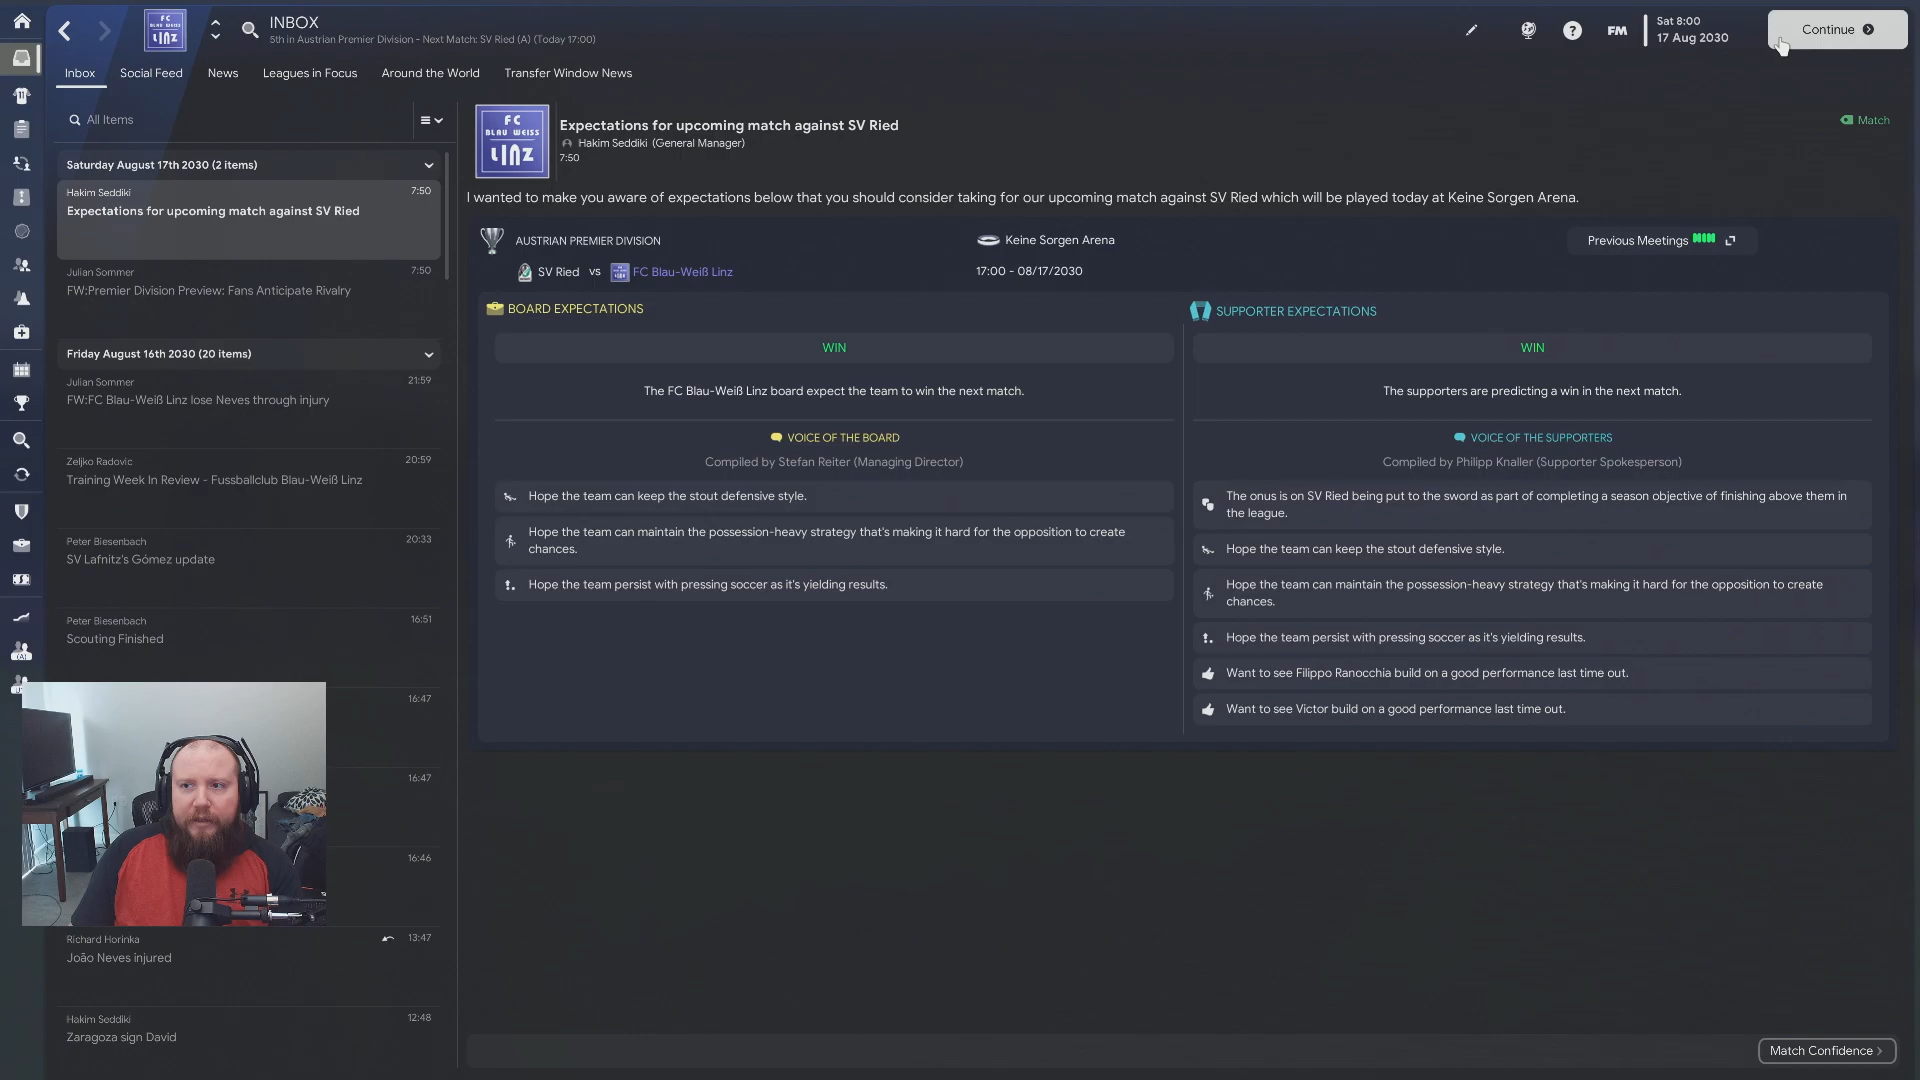 FC
BLAU WEISS
LINZ
INBOX
5th in Austrian Premier Division - Next Match: SV Ried (A) (Today 17:00)
FM
Sat 8:00
17 Aug 2030
Continue
Inbox
Social Feed
News
Leagues in Focus
Around the World
Transfer Window News
All Items
Saturday August 17th 2030 (2 items)
Hakim Seddiki
7:50
Expectations for upcoming match against SV Ried
Julian Sommer
7:50
FW:Premier Division Preview: Fans Anticipate Rivalry
Friday August 16th 2030 (20 items)
Julian Sommer
21:59
FW:FC Blau-Weiß Linz lose Neves through injury
Zeljko Radovic
20:59
Training Week In Review - Fussballclub Blau-Weiß Linz
Peter Biesenbach
20:33
SV Lafnitz's Gómez update
Peter Biesenbach
16:51
Scouting Finished
16:47
16:47
16:46
Richard Horinka
13:47
João Neves injured
Hakim Seddiki
12:48
Zaragoza sign David
FC
BLAU WEISS
LINZ
Expectations for upcoming match against SV Ried
Hakim Seddiki (General Manager)
7:50
Match
I wanted to make you aware of expectations below that you should consider taking for our upcoming match against SV Ried which will be played today at Keine Sorgen Arena.
AUSTRIAN PREMIER DIVISION
Keine Sorgen Arena
Previous Meetings
SV Ried vs FC Blau-Weiß Linz
17:00 - 08/17/2030
BOARD EXPECTATIONS
WIN
The FC Blau-Weiß Linz board expect the team to win the next match.
VOICE OF THE BOARD
Compiled by Stefan Reiter (Managing Director)
Hope the team can keep the stout defensive style.
Hope the team can maintain the possession-heavy strategy that's making it hard for the opposition to create
chances.
Hope the team persist with pressing soccer as it's yielding results.
SUPPORTER EXPECTATIONS
WIN
The supporters are predicting a win in the next match.
VOICE OF THE SUPPORTERS
Compiled by Philipp Knaller (Supporter Spokesperson)
The onus is on SV Ried being put to the sword as part of completing a season objective of finishing above them in
the league.
Hope the team can keep the stout defensive style.
Hope the team can maintain the possession-heavy strategy that's making it hard for the opposition to create
chances.
Hope the team persist with pressing soccer as it's yielding results.
Want to see Filippo Ranocchia build on a good performance last time out.
Want to see Victor build on a good performance last time out.
Match Confidence